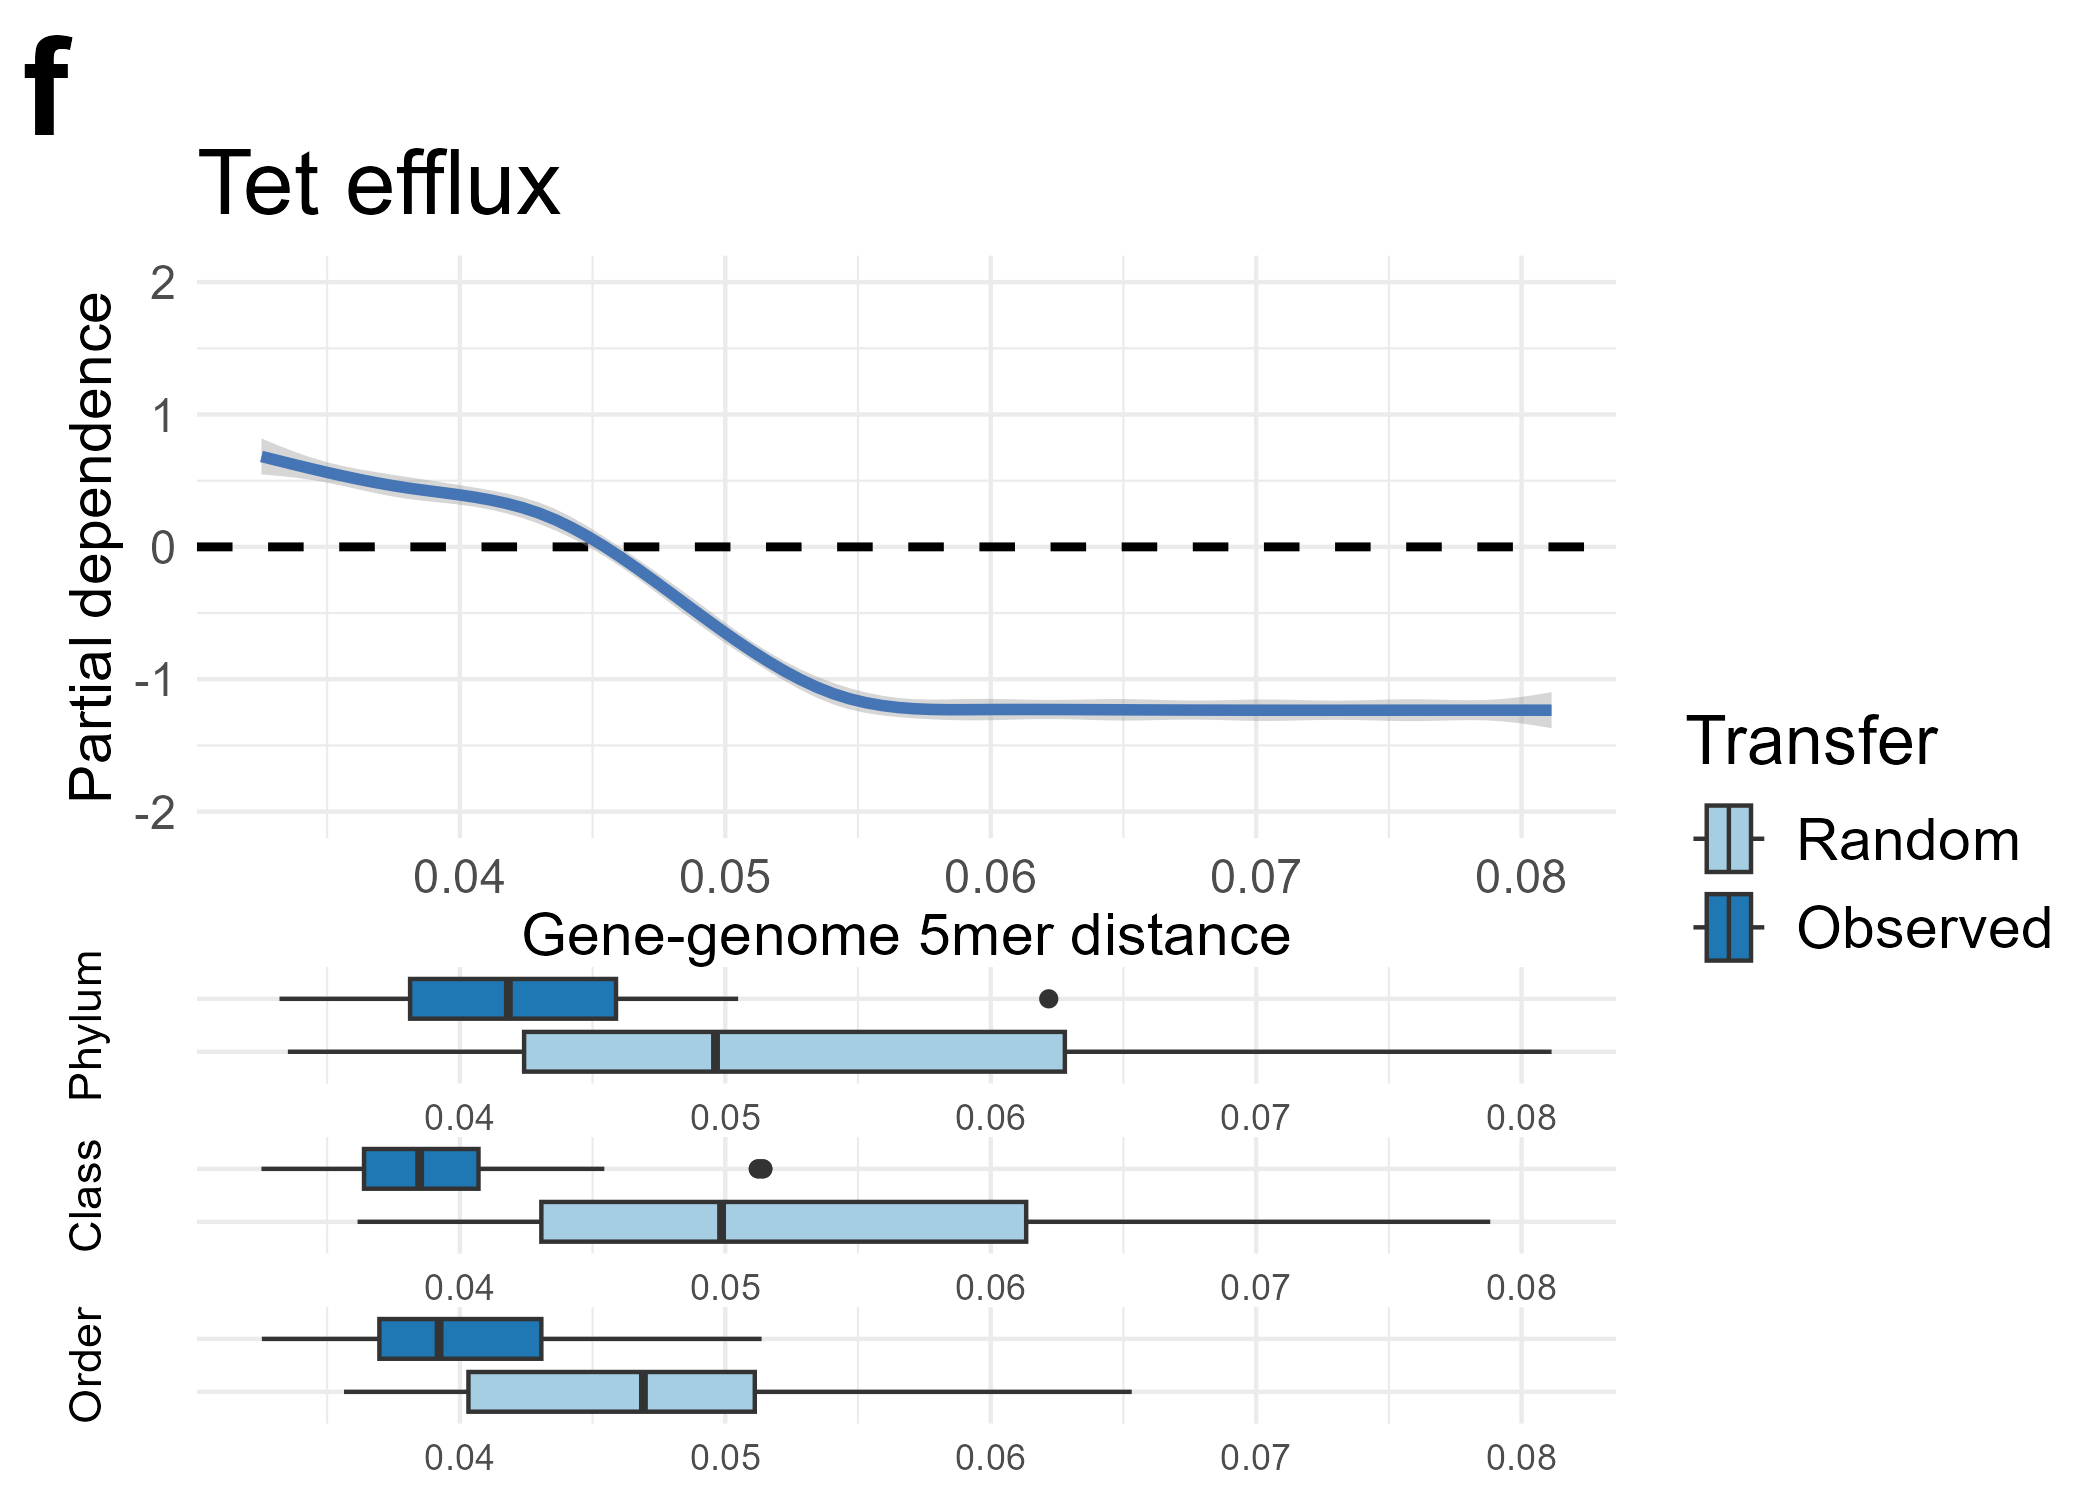 f
Tet efflux
Partial dependence
2
1
0
-1
-2
0.04 0.05 0.06 0.07 0.08
Gene-genome 5mer distance
Phylum
0.04 0.05 0.06 0.07 0.08
Class
0.04 0.05 0.06 0.07 0.08
Order
0.04 0.05 0.06 0.07 0.08
Transfer
Random
Observed